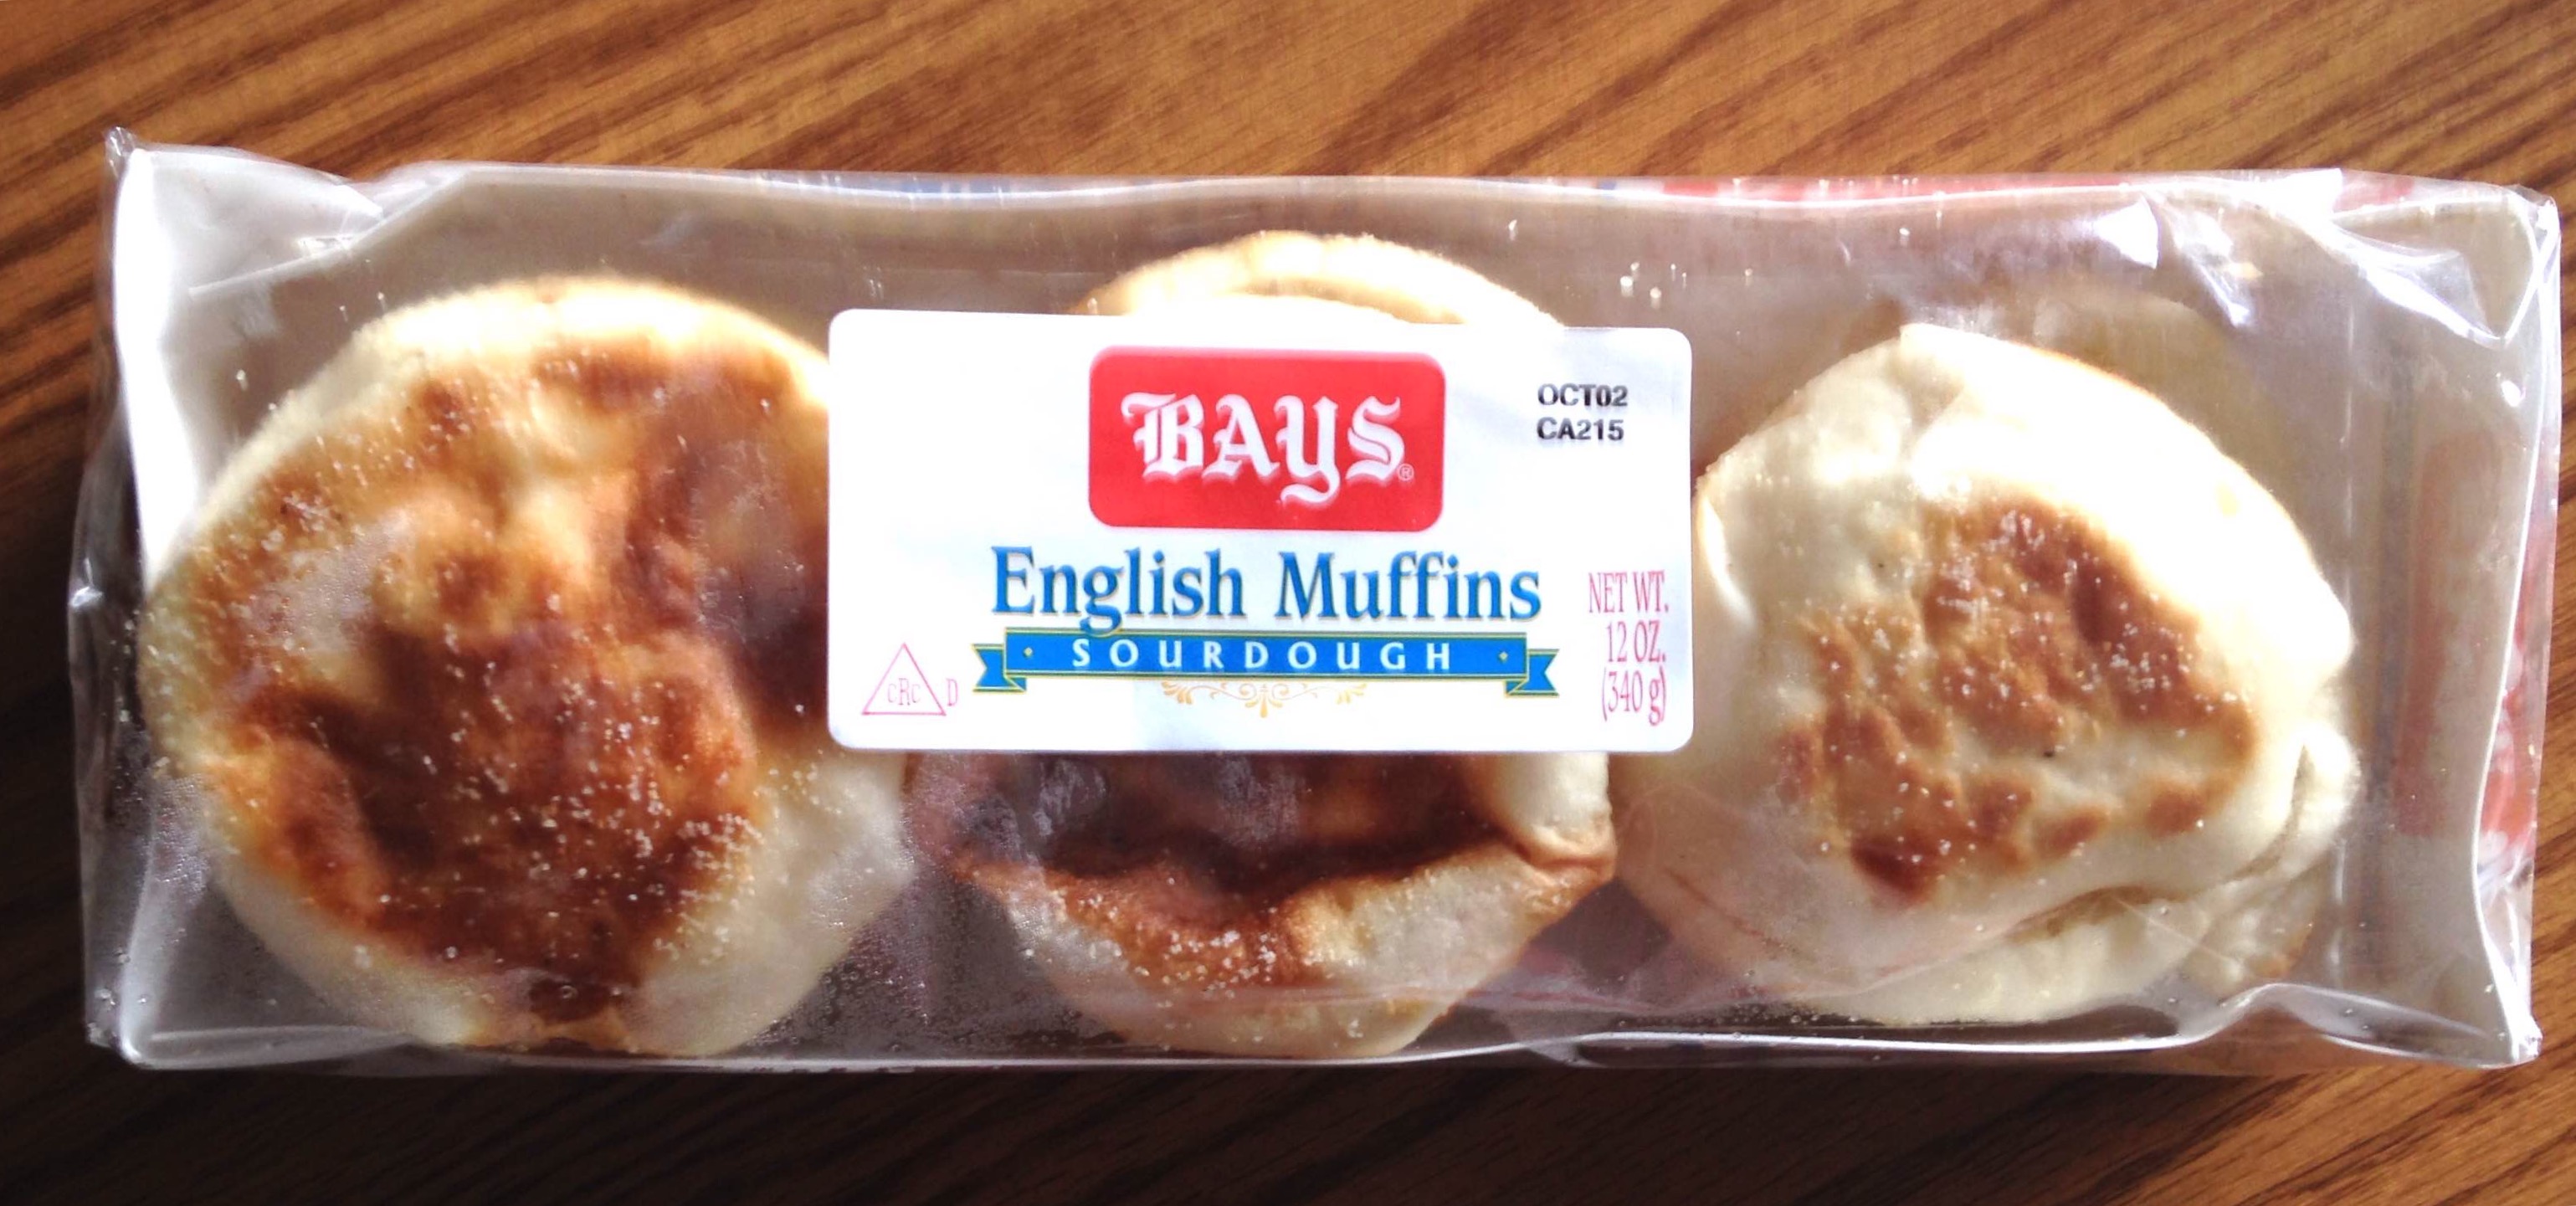 BAYS®
OCT02
CA215
English Muffins
SOURDOUGH
NET WT.
12 OZ.
(340 g)
cRc D